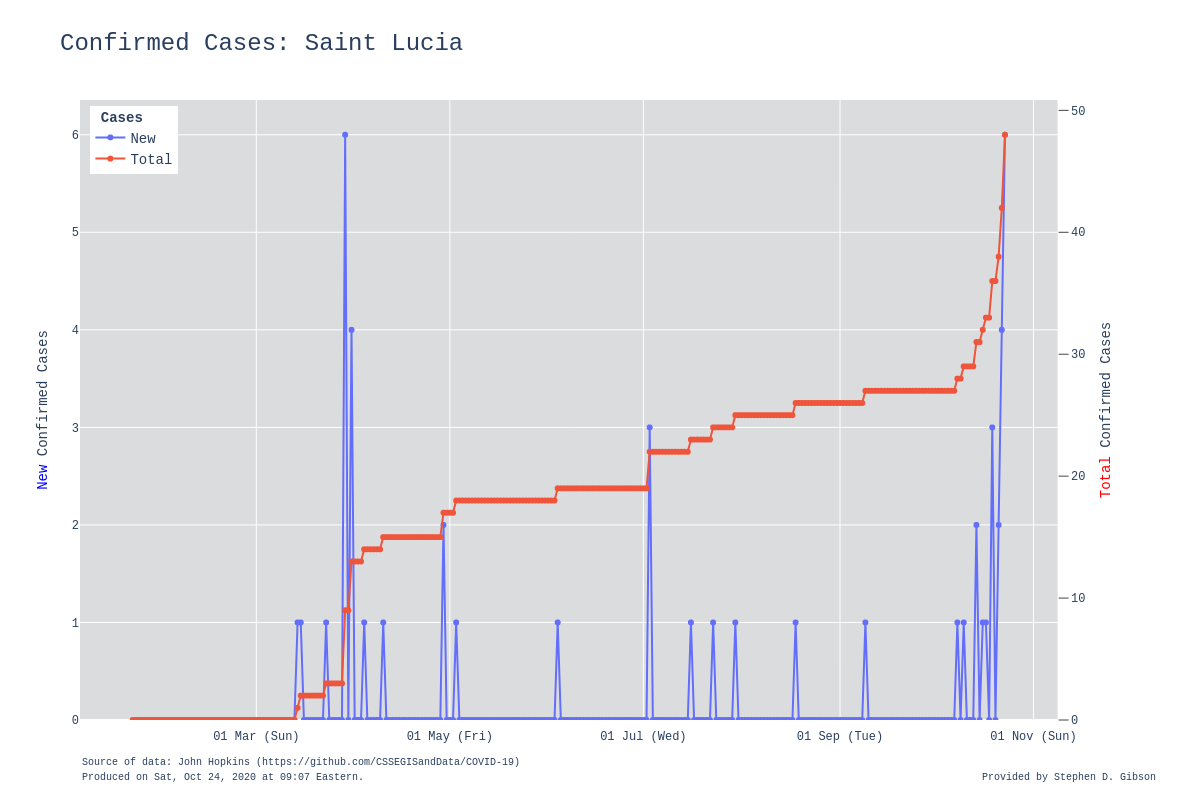 Confirmed Cases: Saint Lucia
Cases
New
Total
6
5
4
3
2
1
0
New Confirmed Cases
50
40
30
20
10
0
Total Confirmed Cases
01 Mar (Sun)
01 May (Fri)
01 Jul (Wed)
01 Sep (Tue)
01 Nov (Sun)
Source of data: John Hopkins (https://github.com/CSSEGISandData/COVID-19)
Produced on Sat, Oct 24, 2020 at 09:07 Eastern.
Provided by Stephen D. Gibson